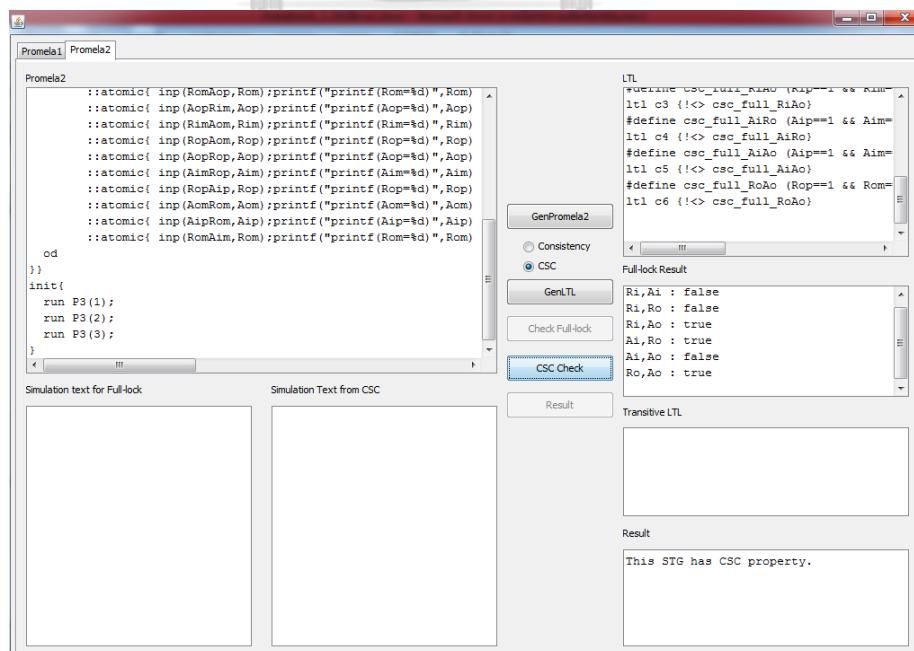 Promela1
Promela2
Promela2
::atomic{ inp(RomAop,Rom);printf("printf(Rom=%d)",Rom)
::atomic{ inp(AopRim,Aop);printf("printf(Aop=%d)",Aop)
::atomic{ inp(RimAom,Rim);printf("printf(Rim=%d)",Rim)
::atomic{ inp(RopAom,Rop);printf("printf(Rop=%d)",Rop)
::atomic{ inp(AopRop,Aop);printf("printf(Aop=%d)",Aop)
::atomic{ inp(AimRop,Aim);printf("printf(Aim=%d)",Aim)
::atomic{ inp(RopAip,Rop);printf("printf(Rop=%d)",Rop)
::atomic{ inp(AomRom,Aom);printf("printf(Aom=%d)",Aom)
::atomic{ inp(AipRom,Aip);printf("printf(Aip=%d)",Aip)
::atomic{ inp(RomAim,Rom);printf("printf(Rom=%d)",Rom)
od
}}
init{
run P3(1);
run P3(2);
run P3(3);
}
GenPromela2
Consistency
CSC
GenLTL
Check Full-lock
CSC Check
Result
LTL
#define csc_full_RiAo (Rip==1 && Rim=
ltl c3 {!<> csc_full_RiAo}
#define csc_full_AiRo (Aip==1 && Aim=
ltl c4 {!<> csc_full_AiRo}
#define csc_full_AiAo (Aip==1 && Aim=
ltl c5 {!<> csc_full_AiAo}
#define csc_full_RoAo (Rop==1 && Rom=
ltl c6 {!<> csc_full_RoAo}
Full-lock Result
Ri,Ai : false
Ri,Ro : false
Ri,Ao : true
Ai,Ro : true
Ai,Ao : false
Ro,Ao : true
Simulation text for Full-lock
Simulation Text from CSC
Transitive LTL
Result
This STG has CSC property.